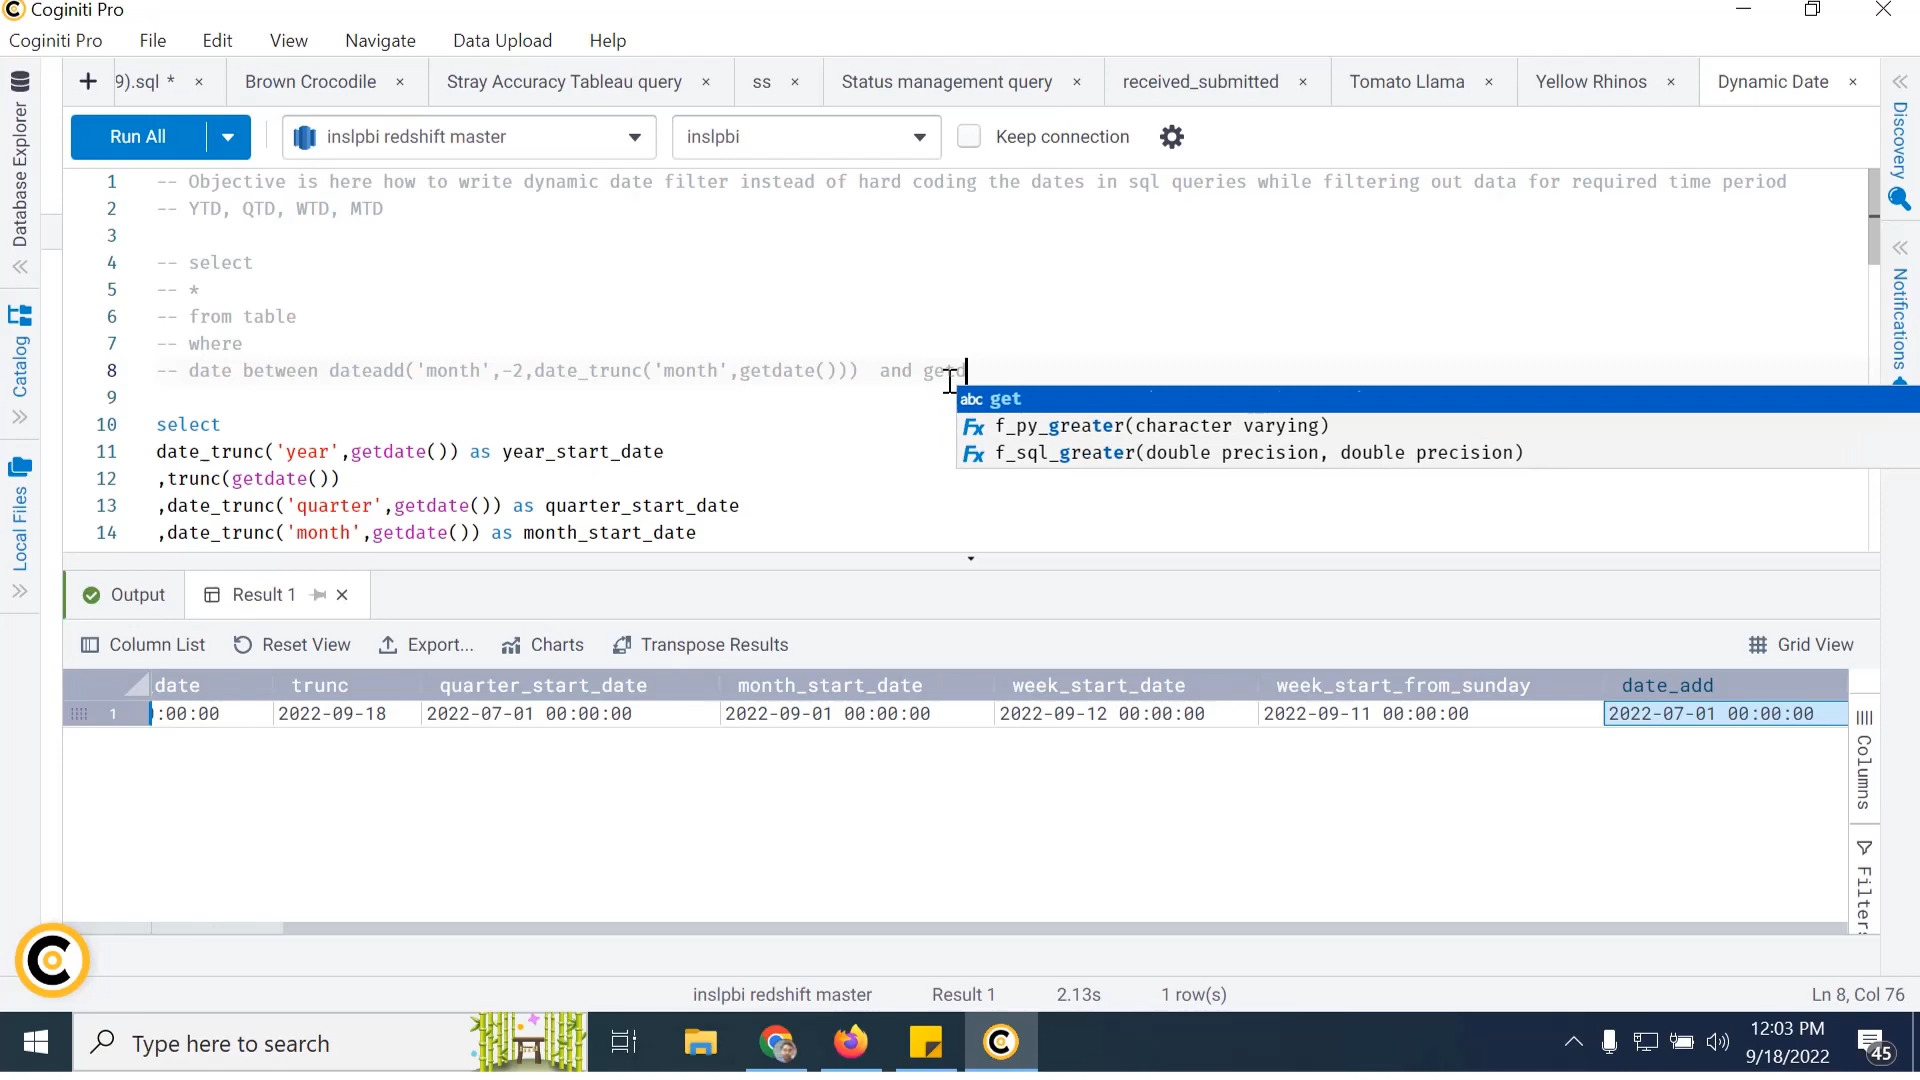 Coginiti Pro
Coginiti Pro File Edit View Navigate Data Upload Help
9).sql * × Brown Crocodile × Stray Accuracy Tableau query × ss × Status management query × received_submitted × Tomato Llama × Yellow Rhinos × Dynamic Date ×
Run All inslpbi redshift master inslpbi Keep connection
Database Explorer
Catalog
Local Files
Discovery
Notifications
1 -- Objective is here how to write dynamic date filter instead of hard coding the dates in sql queries while filtering out data for required time period
2 -- YTD, QTD, WTD, MTD
3
4 -- select
5 -- *
6 -- from table
7 -- where
8 -- date between dateadd('month',-2,date_trunc('month',getdate())) and getd
9
abc get
Fx f_py_greater(character varying)
Fx f_sql_greater(double precision, double precision)
10 select
11 date_trunc('year',getdate()) as year_start_date
12 ,trunc(getdate())
13 ,date_trunc('quarter',getdate()) as quarter_start_date
14 ,date_trunc('month',getdate()) as month_start_date
Output Result 1
Column List Reset View Export... Charts Transpose Results Grid View
date trunc quarter_start_date month_start_date week_start_date week_start_from_sunday date_add
1 :00:00 2022-09-18 2022-07-01 00:00:00 2022-09-01 00:00:00 2022-09-12 00:00:00 2022-09-11 00:00:00 2022-07-01 00:00:00
Columns
Filters
inslpbi redshift master Result 1 2.13s 1 row(s) Ln 8, Col 76
Type here to search
12:03 PM
9/18/2022
45